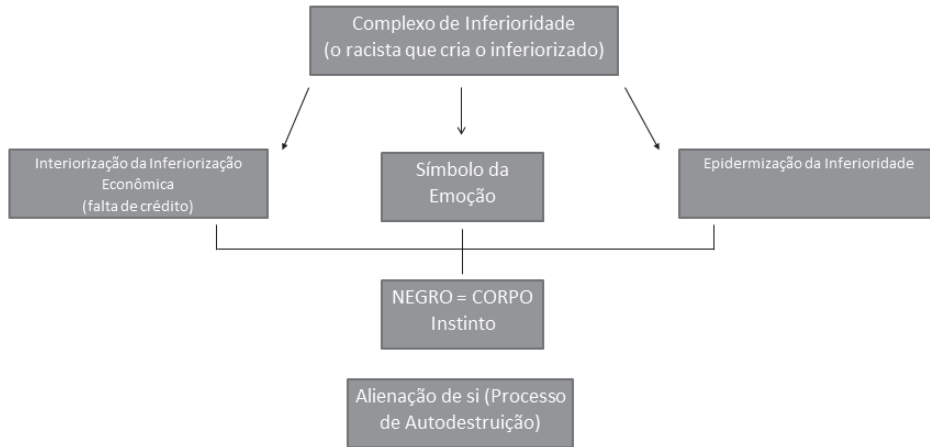 Complexo de Inferioridade
(o racista que cria o inferiorizado)
Interiorização da Inferiorização
Econômica
(falta de crédito)
Símbolo da
Emoção
Epidermização da Inferioridade
NEGRO = CORPO
Instinto
Alienação de si (Processo
de Autodestruição)